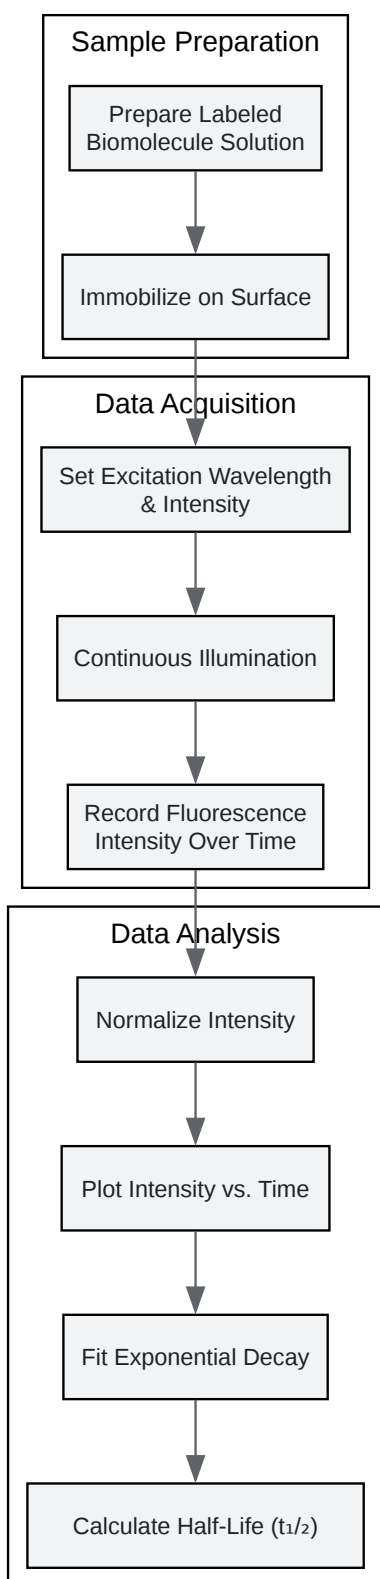 Sample Preparation
Prepare Labeled
Biomolecule Solution
Immobilize on Surface
Data Acquisition
Set Excitation Wavelength
& Intensity
Continuous Illumination
Record Fluorescence
Intensity Over Time
Data Analysis
Normalize Intensity
Plot Intensity vs. Time
Fit Exponential Decay
Calculate Half-Life (t₁/₂)